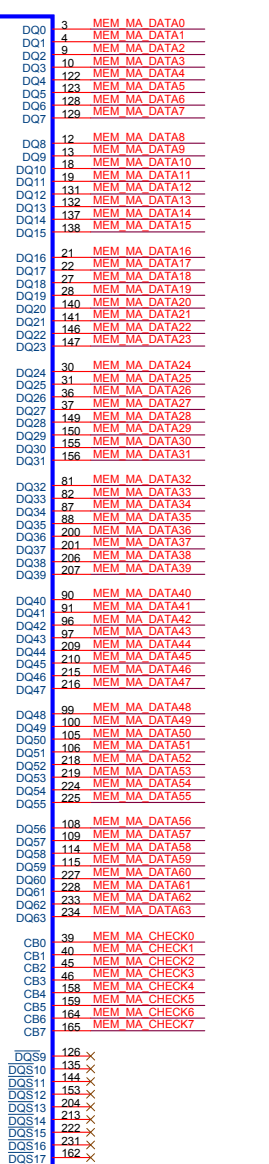 DQ0 3 MEM_MA_DATA0
DQ1 4 MEM_MA_DATA1
DQ2 9 MEM_MA_DATA2
DQ3 10 MEM_MA_DATA3
DQ4 122 MEM_MA_DATA4
DQ5 123 MEM_MA_DATA5
DQ6 128 MEM_MA_DATA6
DQ7 129 MEM_MA_DATA7
DQ8 12 MEM_MA_DATA8
DQ9 13 MEM_MA_DATA9
DQ10 18 MEM_MA_DATA10
DQ11 19 MEM_MA_DATA11
DQ12 131 MEM_MA_DATA12
DQ13 132 MEM_MA_DATA13
DQ14 137 MEM_MA_DATA14
DQ15 138 MEM_MA_DATA15
DQ16 21 MEM_MA_DATA16
DQ17 22 MEM_MA_DATA17
DQ18 27 MEM_MA_DATA18
DQ19 28 MEM_MA_DATA19
DQ20 140 MEM_MA_DATA20
DQ21 141 MEM_MA_DATA21
DQ22 146 MEM_MA_DATA22
DQ23 147 MEM_MA_DATA23
DQ24 30 MEM_MA_DATA24
DQ25 31 MEM_MA_DATA25
DQ26 36 MEM_MA_DATA26
DQ27 37 MEM_MA_DATA27
DQ28 149 MEM_MA_DATA28
DQ29 150 MEM_MA_DATA29
DQ30 155 MEM_MA_DATA30
DQ31 156 MEM_MA_DATA31
DQ32 81 MEM_MA_DATA32
DQ33 82 MEM_MA_DATA33
DQ34 87 MEM_MA_DATA34
DQ35 88 MEM_MA_DATA35
DQ36 200 MEM_MA_DATA36
DQ37 201 MEM_MA_DATA37
DQ38 206 MEM_MA_DATA38
DQ39 207 MEM_MA_DATA39
DQ40 90 MEM_MA_DATA40
DQ41 91 MEM_MA_DATA41
DQ42 96 MEM_MA_DATA42
DQ43 97 MEM_MA_DATA43
DQ44 209 MEM_MA_DATA44
DQ45 210 MEM_MA_DATA45
DQ46 215 MEM_MA_DATA46
DQ47 216 MEM_MA_DATA47
DQ48 99 MEM_MA_DATA48
DQ49 100 MEM_MA_DATA49
DQ50 105 MEM_MA_DATA50
DQ51 106 MEM_MA_DATA51
DQ52 218 MEM_MA_DATA52
DQ53 219 MEM_MA_DATA53
DQ54 224 MEM_MA_DATA54
DQ55 225 MEM_MA_DATA55
DQ56 108 MEM_MA_DATA56
DQ57 109 MEM_MA_DATA57
DQ58 114 MEM_MA_DATA58
DQ59 115 MEM_MA_DATA59
DQ60 227 MEM_MA_DATA60
DQ61 228 MEM_MA_DATA61
DQ62 233 MEM_MA_DATA62
DQ63 234 MEM_MA_DATA63
CB0 39 MEM_MA_CHECK0
CB1 40 MEM_MA_CHECK1
CB2 45 MEM_MA_CHECK2
CB3 46 MEM_MA_CHECK3
CB4 158 MEM_MA_CHECK4
CB5 159 MEM_MA_CHECK5
CB6 164 MEM_MA_CHECK6
CB7 165 MEM_MA_CHECK7
DQS9 126
DQS10 135
DQS11 144
DQS12 153
DQS13 204
DQS14 213
DQS15 222
DQS16 231
DQS17 162